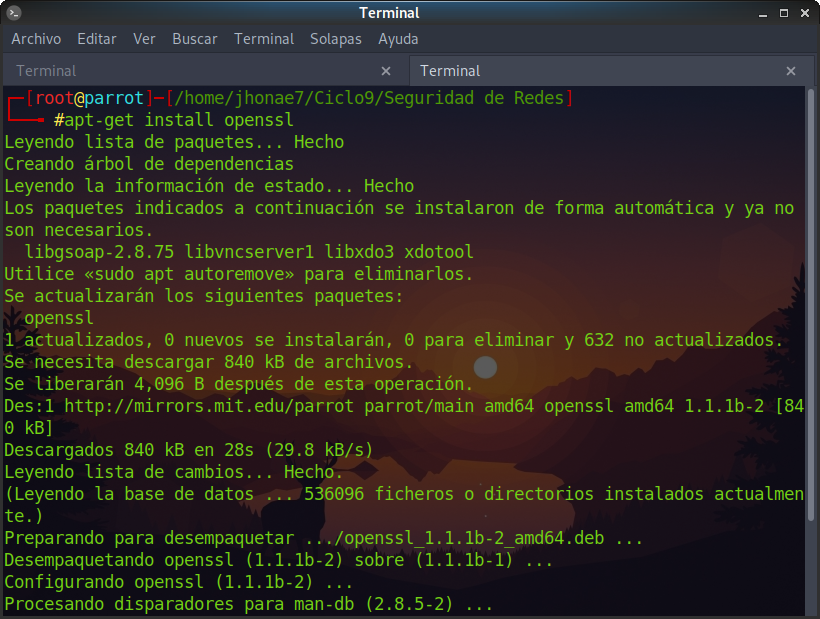 Terminal
Archivo Editar Ver Buscar Terminal Solapas Ayuda
Terminal × Terminal ×
┌─[root@parrot]─[/home/jhonae7/Ciclo9/Seguridad de Redes]
└──╼ #apt-get install openssl
Leyendo lista de paquetes... Hecho
Creando árbol de dependencias
Leyendo la información de estado... Hecho
Los paquetes indicados a continuación se instalaron de forma automática y ya no
son necesarios.
  libgsoap-2.8.75 libvncserver1 libxdo3 xdotool
Utilice «sudo apt autoremove» para eliminarlos.
Se actualizarán los siguientes paquetes:
  openssl
1 actualizados, 0 nuevos se instalarán, 0 para eliminar y 632 no actualizados.
Se necesita descargar 840 kB de archivos.
Se liberarán 4,096 B después de esta operación.
Des:1 http://mirrors.mit.edu/parrot parrot/main amd64 openssl amd64 1.1.1b-2 [84
0 kB]
Descargados 840 kB en 28s (29.8 kB/s)
Leyendo lista de cambios... Hecho.
(Leyendo la base de datos ... 536096 ficheros o directorios instalados actualmen
te.)
Preparando para desempaquetar .../openssl_1.1.1b-2_amd64.deb ...
Desempaquetando openssl (1.1.1b-2) sobre (1.1.1b-1) ...
Configurando openssl (1.1.1b-2) ...
Procesando disparadores para man-db (2.8.5-2) ...